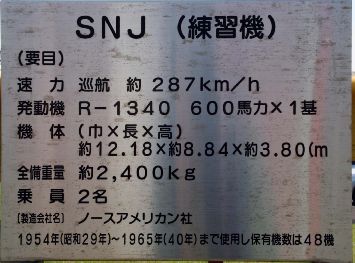 SNJ（練習機）
（要目）
速力 巡航 約287km/h
発動機 R-1340 600馬力×1基
機体（巾×長×高）
約12.18×約8.84×約3.80(m
全備重量 約2,400kg
乗員 2名
〔製造会社名〕 ノースアメリカン社
1954年(昭和29年)～1965年(40年)まで使用し保有機数は48機